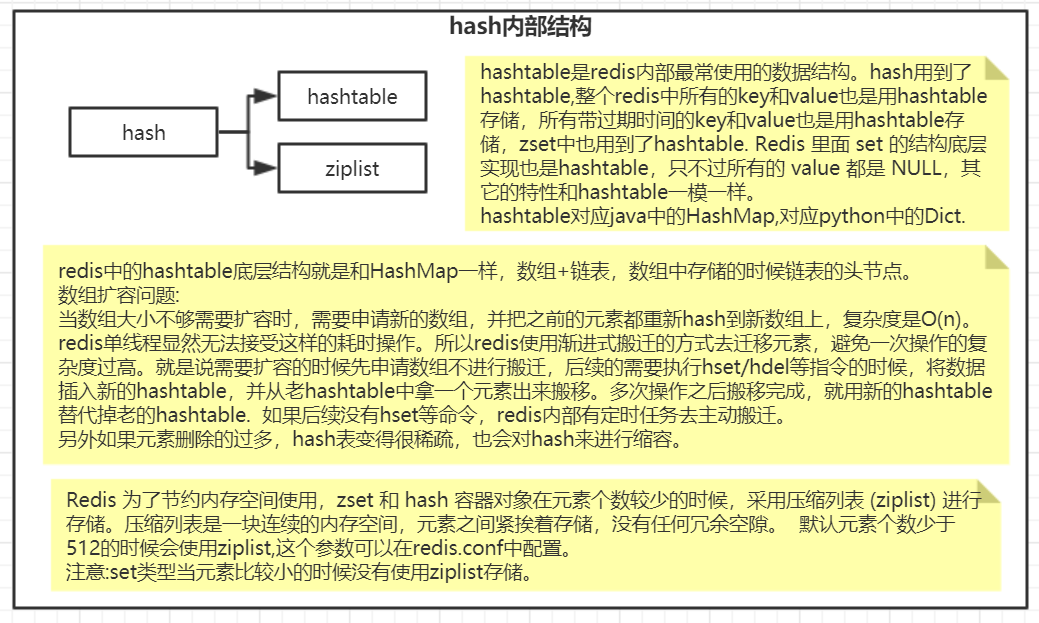 hash内部结构
hash
hashtable
ziplist
hashtable是redis内部最常使用的数据结构。hash用到了
hashtable,整个redis中所有的key和value也是用hashtable
存储，所有带过期时间的key和value也是用hashtable存
储，zset中也用到了hashtable. Redis 里面 set 的结构底层
实现也是hashtable，只不过所有的 value 都是 NULL，其
它的特性和hashtable一模一样。
hashtable对应java中的HashMap,对应python中的Dict.
redis中的hashtable底层结构就是和HashMap一样，数组+链表，数组中存储的时候链表的头节点。
数组扩容问题:
当数组大小不够需要扩容时，需要申请新的数组，并把之前的元素都重新hash到新数组上，复杂度是O(n)。
redis单线程显然无法接受这样的耗时操作。所以redis使用渐进式搬迁的方式去迁移元素，避免一次操作的复
杂度过高。就是说需要扩容的时候先申请数组不进行搬迁，后续的需要执行hset/hdel等指令的时候，将数据
插入新的hashtable，并从老hashtable中拿一个元素出来搬移。多次操作之后搬移完成，就用新的hashtable
替代掉老的hashtable. 如果后续没有hset等命令，redis内部有定时任务去主动搬迁。
另外如果元素删除的过多，hash表变得很稀疏，也会对hash来进行缩容。
Redis 为了节约内存空间使用，zset 和 hash 容器对象在元素个数较少的时候，采用压缩列表 (ziplist) 进行
存储。压缩列表是一块连续的内存空间，元素之间紧挨着存储，没有任何冗余空隙。 默认元素个数少于
512的时候会使用ziplist,这个参数可以在redis.conf中配置。
注意:set类型当元素比较小的时候没有使用ziplist存储。